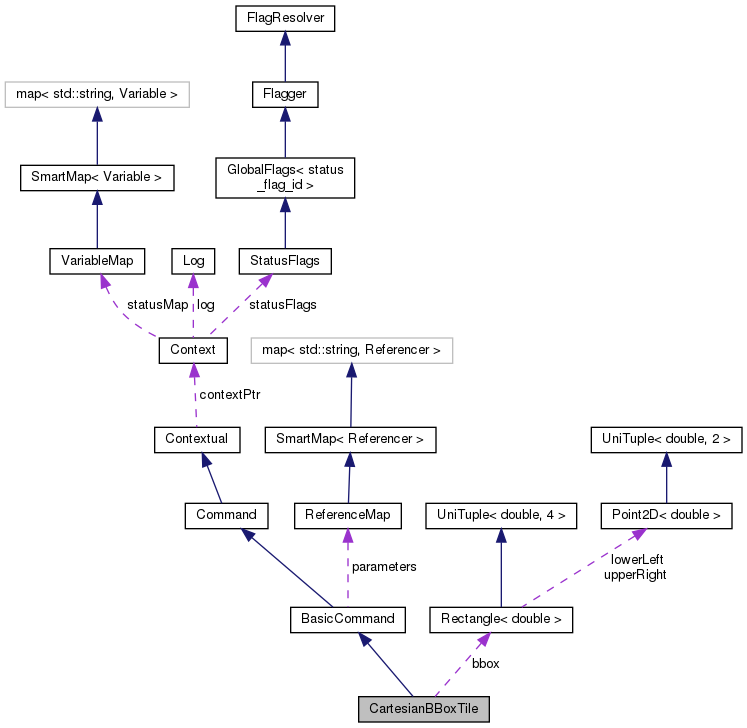 FlagResolver
map< std::string, Variable >
Flagger
SmartMap< Variable >
GlobalFlags< status
_flag_id >
VariableMap
Log
StatusFlags
statusMap
log
statusFlags
Context
map< std::string, Referencer >
contextPtr
Contextual
SmartMap< Referencer >
UniTuple< double, 2 >
Command
ReferenceMap
UniTuple< double, 4 >
Point2D< double >
parameters
lowerLeft
upperRight
BasicCommand
Rectangle< double >
bbox
CartesianBBoxTile